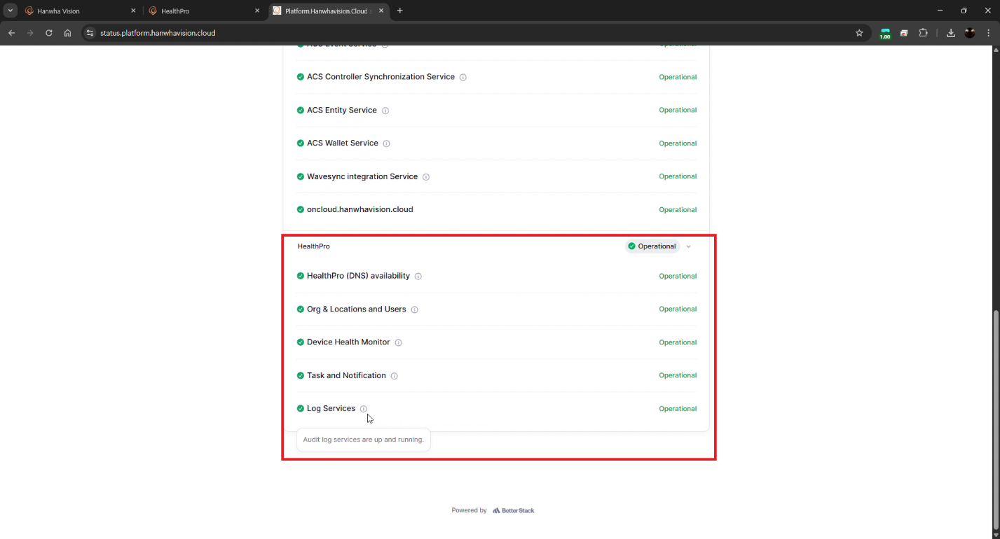 Hanwha Vision
HealthPro
Platform.Hanwhavision.Cloud
status.platform.hanwhavision.cloud
1.00
ACS Controller Synchronization Service Operational
ACS Entity Service Operational
ACS Wallet Service Operational
Wavesync integration Service Operational
oncloud.hanwhavision.cloud Operational
HealthPro Operational
HealthPro (DNS) availability Operational
Org & Locations and Users Operational
Device Health Monitor Operational
Task and Notification Operational
Log Services Operational
Audit log services are up and running.
Powered by Better Stack